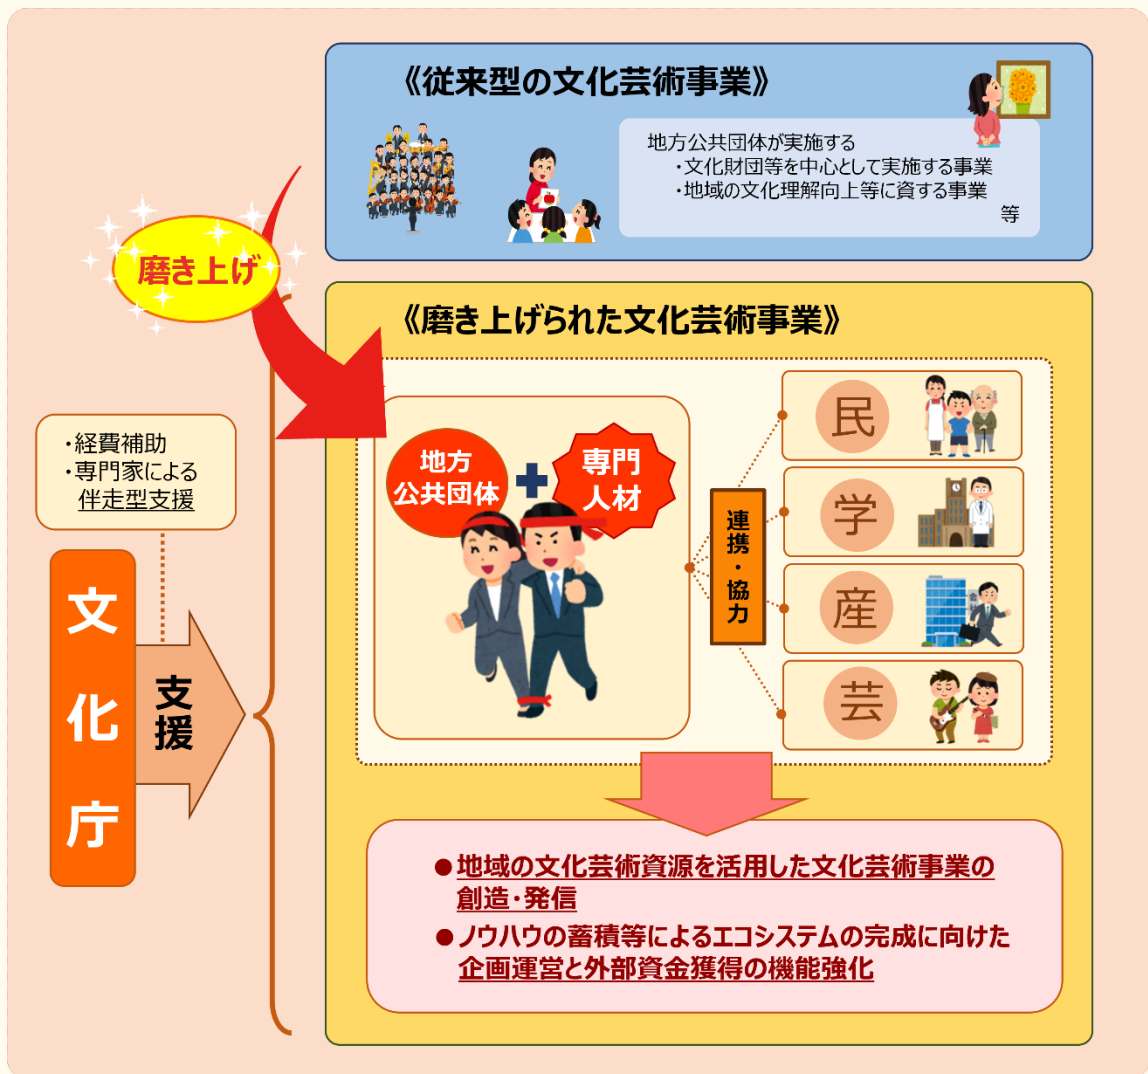 《従来型の文化芸術事業》
地方公共団体が実施する
・文化財団等を中心として実施する事業
・地域の文化理解向上等に資する事業
等
磨き上げ
《磨き上げられた文化芸術事業》
・経費補助
・専門家による
伴走型支援
文化庁
支援
地方
公共団体
専門
人材
連携・協力
民
学
産
芸
●地域の文化芸術資源を活用した文化芸術事業の
創造・発信
●ノウハウの蓄積等によるエコシステムの完成に向けた
企画運営と外部資金獲得の機能強化